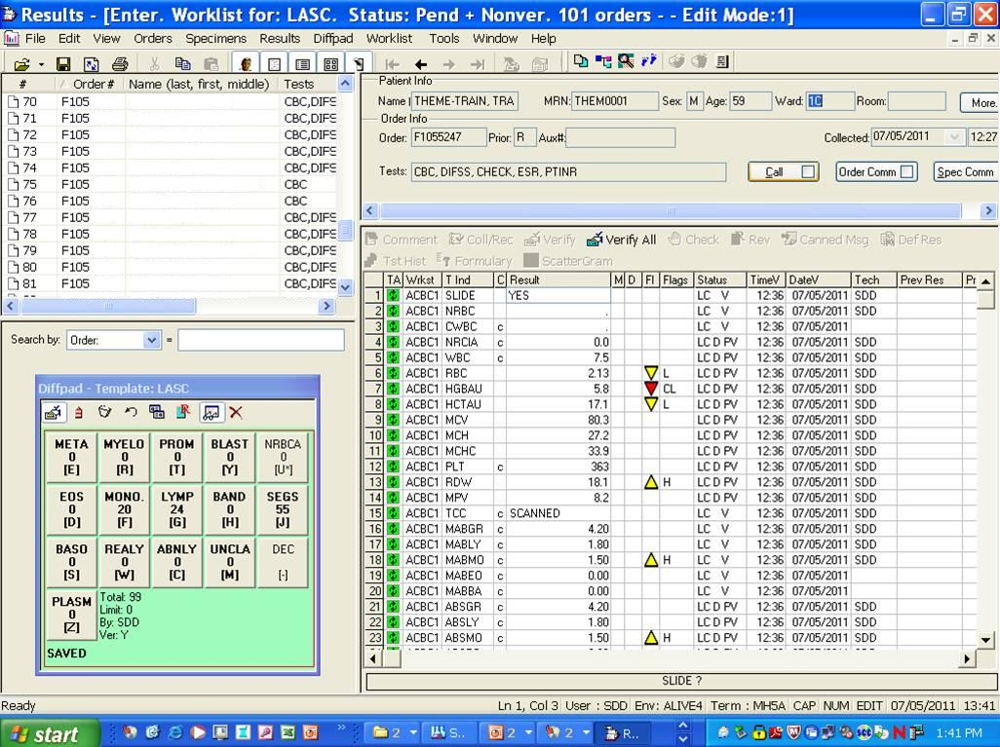 Results - [Enter. Worklist for: LASC. Status: Pend + Nonver. 101 orders - - Edit Mode:1]
File Edit View Orders Specimens Results Diffpad Worklist Tools Window Help
# Order# Name (last, first, middle) Tests
70 F105 CBC,DIFS
71 F105 CBC,DIFS
72 F105 CBC,DIFS
73 F105 CBC,DIFS
74 F105 CBC,DIFS
75 F105 CBC
76 F105 CBC
77 F105 CBC,DIFS
78 F105 CBC,DIFS
79 F105 CBC,DIFS
80 F105 CBC,DIFS
81 F105 CBC,DIFS
Search by: Order: =
Diffpad - Template: LASC
META MYELO PROM BLAST NRBCA
0 0 0 0 0
[E] [R] [T] [Y] [U*]
EOS MONO. LYMP BAND SEGS
0 20 24 0 55
[D] [F] [G] [H] [J]
BASO REALY ABNLY UNCLA DEC
0 0 0 0
[S] [W] [C] [M] [-]
PLASM
0
[Z]
Total: 99
Limit: 0
By: SDD
Ver: Y
SAVED
Patient Info
Name THEME-TRAIN, TRA MRN: THEM0001 Sex: M Age: 59 Ward: 1C Room: More.
Order Info
Order: F1055247 Prior: R Aux#: Collected: 07/05/2011 12:27
Tests: CBC, DIFSS, CHECK, ESR, PTINR Call Order Comm Spec Comm
Comment Coll/Rec Verify Verify All Check Rev Canned Msg Def Res
Tst Hist Formulary ScatterGram
TA Wrkst T Ind C Result M D Fl Flags Status TimeV DateV Tech Prev Res Pr
1 ACBC1 SLIDE YES LC V 12:36 07/05/2011 SDD
2 ACBC1 NRBC . LC V 12:36 07/05/2011 SDD
3 ACBC1 CWBC c . LC V 12:36 07/05/2011
4 ACBC1 NRCIA c 0.0 LC D PV 12:36 07/05/2011 SDD
5 ACBC1 WBC c 7.5 LC D PV 12:36 07/05/2011 SDD
6 ACBC1 RBC 2.13 L LC D PV 12:36 07/05/2011 SDD
7 ACBC1 HGBAU 5.8 CL LC D PV 12:36 07/05/2011 SDD
8 ACBC1 HCTAU 17.1 L LC D PV 12:36 07/05/2011 SDD
9 ACBC1 MCV 80.3 LC D PV 12:36 07/05/2011 SDD
10 ACBC1 MCH 27.2 LC D PV 12:36 07/05/2011 SDD
11 ACBC1 MCHC 33.9 LC D PV 12:36 07/05/2011 SDD
12 ACBC1 PLT c 363 LC D PV 12:36 07/05/2011 SDD
13 ACBC1 RDW 18.1 H LC D PV 12:36 07/05/2011 SDD
14 ACBC1 MPV 8.2 LC D PV 12:36 07/05/2011 SDD
15 ACBC1 TCC c SCANNED LC V 12:36 07/05/2011 SDD
16 ACBC1 MABGR c 4.20 LC V 12:36 07/05/2011 SDD
17 ACBC1 MABLY c 1.80 LC V 12:36 07/05/2011 SDD
18 ACBC1 MABMO c 1.50 H LC V 12:36 07/05/2011 SDD
19 ACBC1 MABEO c 0.00 LC V 12:36 07/05/2011
20 ACBC1 MABBA c 0.00 LC V 12:36 07/05/2011
21 ACBC1 ABSGR c 4.20 LC D PV 12:36 07/05/2011 SDD
22 ACBC1 ABSLY c 1.80 LC D PV 12:36 07/05/2011 SDD
23 ACBC1 ABSMO c 1.50 H LC D PV 12:36 07/05/2011 SDD
SLIDE ?
Ready Ln 1, Col 3 User : SDD Env: ALIVE4 Term : MH5A CAP NUM EDIT 07/05/2011 13:41
start 2 S.. 2 2 R.. 1:41 PM